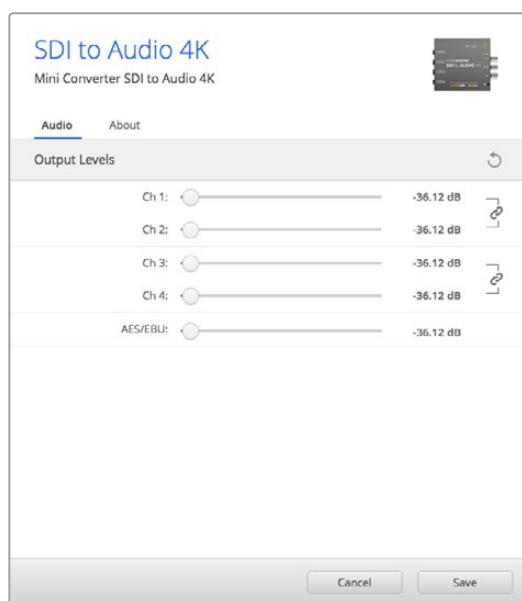 SDI to Audio 4K
Mini Converter SDI to Audio 4K
Audio About
Output Levels
Ch 1: -36.12 dB
Ch 2: -36.12 dB
Ch 3: -36.12 dB
Ch 4: -36.12 dB
AES/EBU: -36.12 dB
Cancel Save